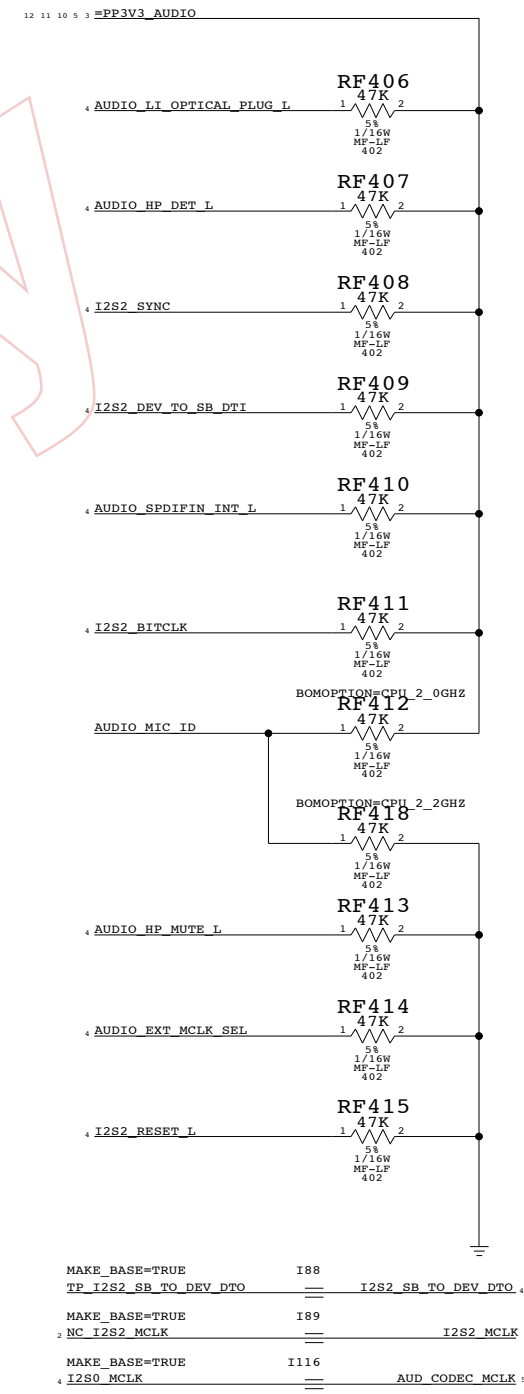 12 11 10 5 3 =PP3V3_AUDIO
RF406
47K
4 AUDIO_LI_OPTICAL_PLUG_L 1 2
5%
1/16W
MF-LF
402
RF407
47K
4 AUDIO_HP_DET_L 1 2
5%
1/16W
MF-LF
402
RF408
47K
4 I2S2_SYNC 1 2
5%
1/16W
MF-LF
402
RF409
47K
4 I2S2_DEV_TO_SB_DTI 1 2
5%
1/16W
MF-LF
402
RF410
47K
4 AUDIO_SPDIFIN_INT_L 1 2
5%
1/16W
MF-LF
402
RF411
47K
4 I2S2_BITCLK 1 2
5%
1/16W
MF-LF
402
BOMOPTION=CPU_2_0GHZ
RF412
47K
AUDIO_MIC_ID 1 2
5%
1/16W
MF-LF
402
BOMOPTION=CPU_2_2GHZ
RF418
47K
1 2
5%
1/16W
MF-LF
402
RF413
47K
4 AUDIO_HP_MUTE_L 1 2
5%
1/16W
MF-LF
402
RF414
47K
4 AUDIO_EXT_MCLK_SEL 1 2
5%
1/16W
MF-LF
402
RF415
47K
4 I2S2_RESET_L 1 2
5%
1/16W
MF-LF
402
MAKE_BASE=TRUE I88
TP_I2S2_SB_TO_DEV_DTO I2S2_SB_TO_DEV_DTO 4
MAKE_BASE=TRUE I89
2 NC_I2S2_MCLK I2S2_MCLK
MAKE_BASE=TRUE I116
4 I2S0_MCLK AUD_CODEC_MCLK 5